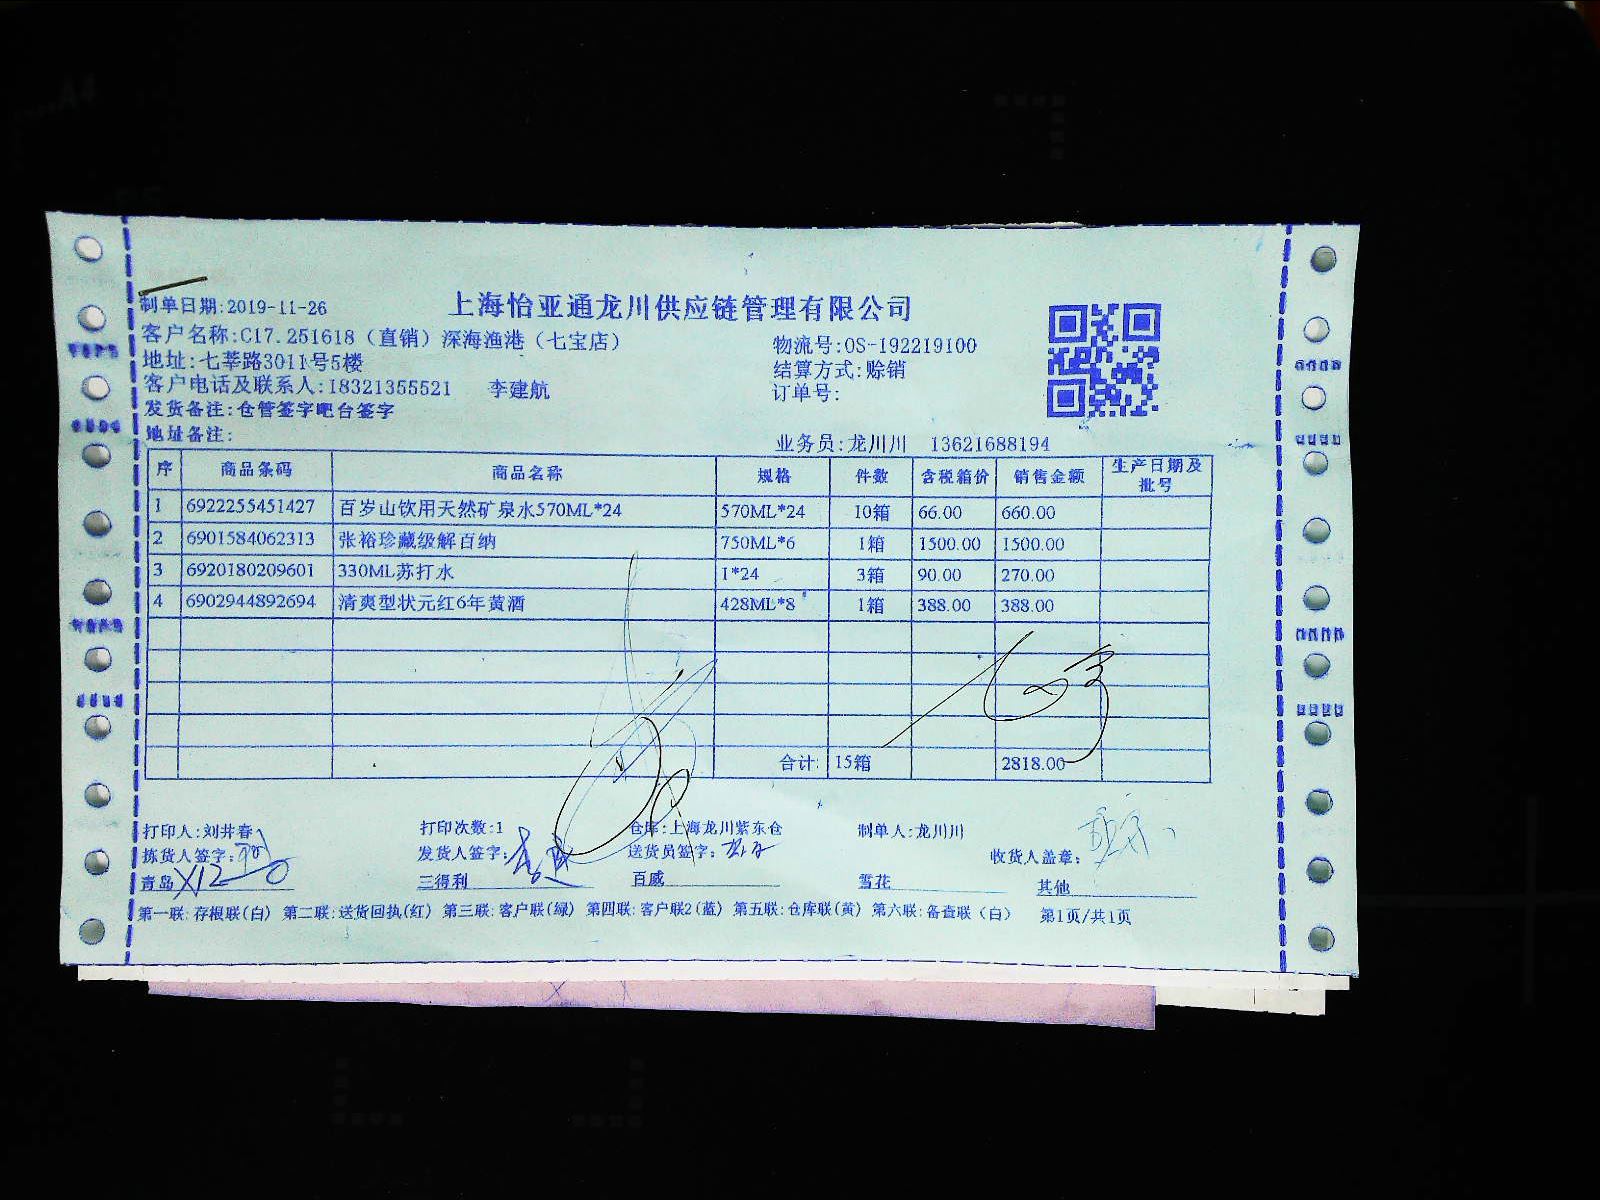 上海怡亚通龙川供应链管理有限公司
制单日期:2019-11-26
客户名称:C17.251618（直销）深海渔港（七宝店） 物流号:OS-192219100
地址:七莘路3011号5楼 结算方式:赊销
客户电话及联系人:18321355521 李建航 订单号:
发货备注:仓管签字吧台签字
地址备注: 业务员:龙川川 13621688194
序 商品条码 商品名称 规格 件数 含税箱价 销售金额 生产日期及批号
1 6922255451427 百岁山饮用天然矿泉水570ML*24 570ML*24 10箱 66.00 660.00
2 6901584062313 张裕珍藏级解百纳 750ML*6 1箱 1500.00 1500.00
3 6920180209601 330ML苏打水 1*24 3箱 90.00 270.00
4 6902944892694 清爽型状元红6年黄酒 428ML*8 1箱 388.00 388.00
合计: 15箱 2818.00
打印人:刘井春 打印次数:1 仓库:上海龙川紫东仓 制单人:龙川川
拣货人签字: 发货人签字: 送货员签字: 收货人盖章:
青岛 X12 三得利 百威 雪花 其他
第一联:存根联(白) 第二联:送货回执(红) 第三联:客户联(绿) 第四联:客户联2(蓝) 第五联:仓库联(黄) 第六联:备查联（白） 第1页/共1页